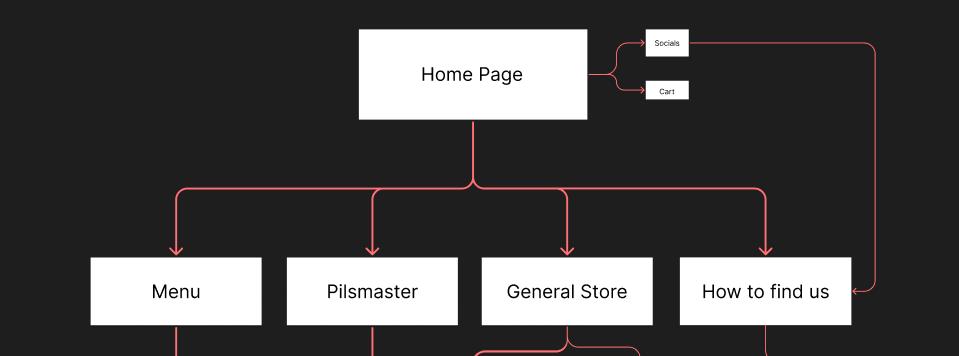 Home Page
Socials
Cart
Menu
Pilsmaster
General Store
How to find us